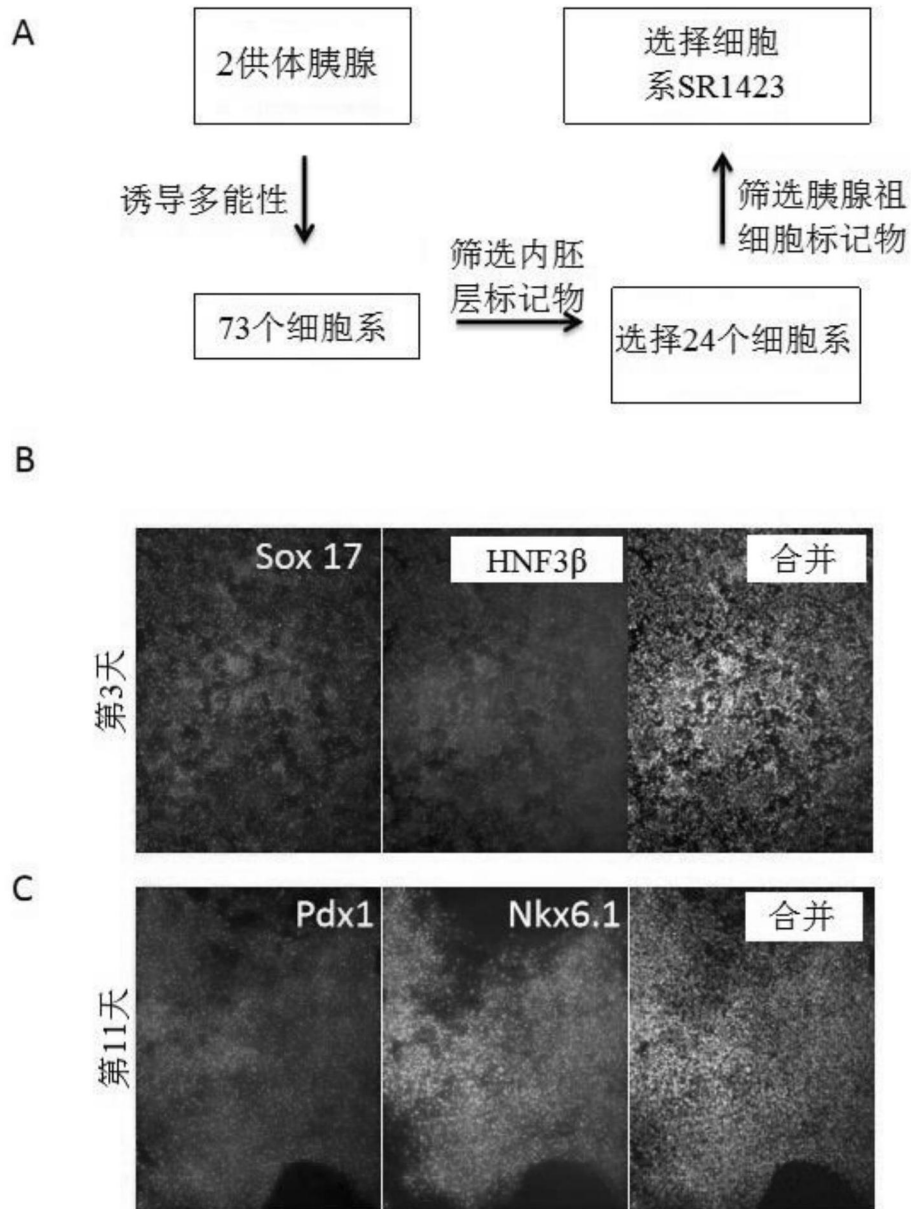 A
2供体胰腺
诱导多能性
73个细胞系
筛选内胚
层标记物
选择24个细胞系
筛选胰腺祖
细胞标记物
选择细胞
系SR1423
B
第3天
Sox 17
HNF3β
合并
C
第11天
Pdx1
Nkx6.1
合并